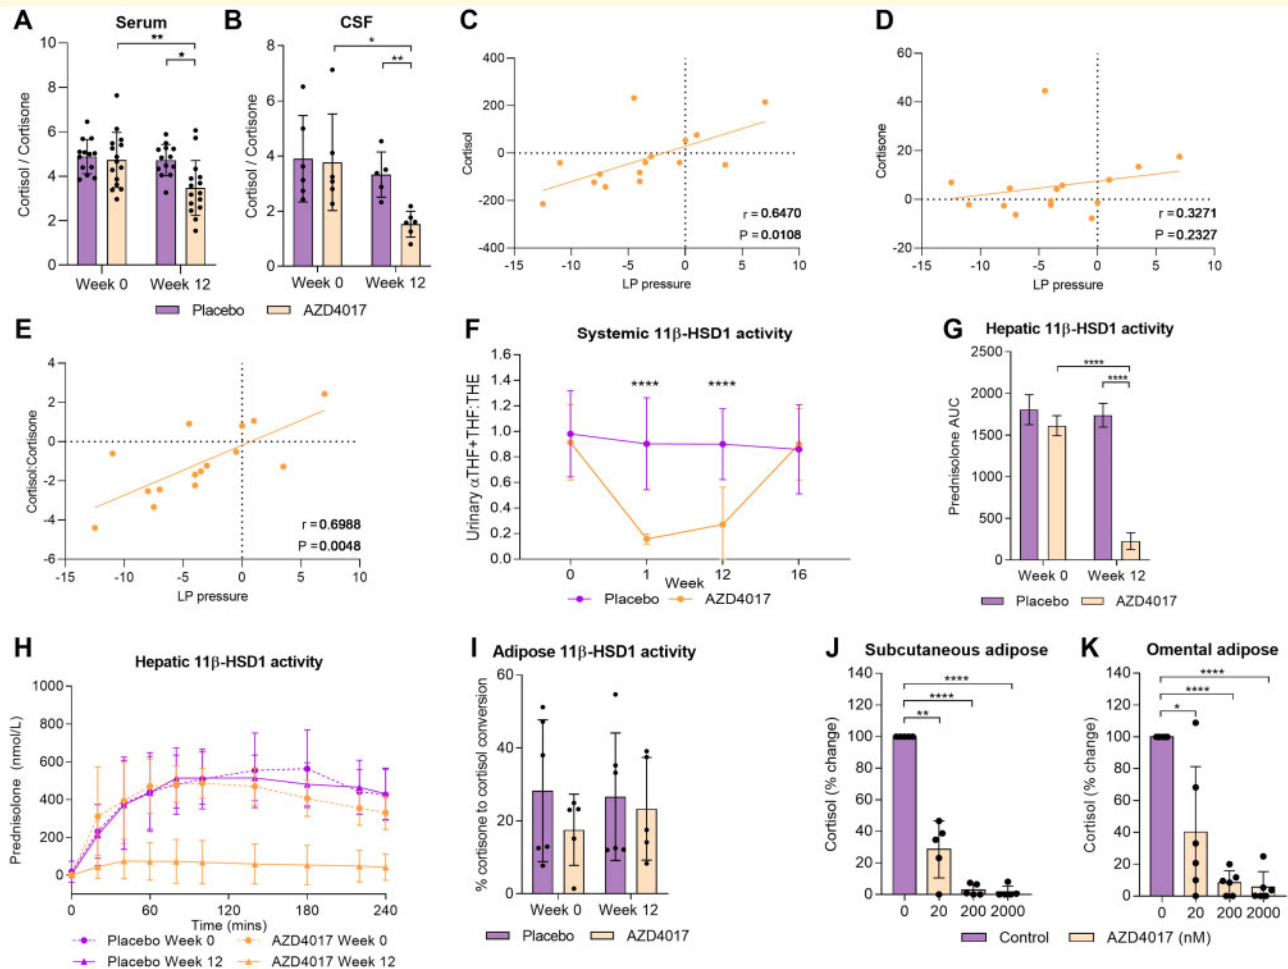 A
Serum
**
*
10
8
6
4
2
0
Cortisol / Cortisone
Week 0
Week 12
B
CSF
*
**
8
6
4
2
0
Cortisol / Cortisone
Week 0
Week 12
Placebo
AZD4017
C
400
200
0
-200
-400
Cortisol
r = 0.6470
P = 0.0108
-15
-10
-5
0
5
10
LP pressure
D
60
40
20
0
-20
Cortisone
r = 0.3271
P = 0.2327
-15
-10
-5
0
5
10
LP pressure
E
4
2
0
-2
-4
-6
Cortisol:Cortisone
r = 0.6988
P = 0.0048
-15
-10
-5
0
5
10
LP pressure
F
Systemic 11β-HSD1 activity
1.6
1.4
1.2
1.0
0.8
0.6
0.4
0.2
0.0
Urinary αTHF+THF:THE
****
****
0
1
12
16
Week
Placebo
AZD4017
G
Hepatic 11β-HSD1 activity
2500
2000
1500
1000
500
0
Prednisolone AUC
****
****
Week 0
Week 12
Placebo
AZD4017
H
Hepatic 11β-HSD1 activity
1000
800
600
400
200
0
Prednisolone (nmol/L)
0
60
120
180
240
Time (mins)
Placebo Week 0
AZD4017 Week 0
Placebo Week 12
AZD4017 Week 12
I
Adipose 11β-HSD1 activity
60
40
20
0
% cortisone to cortisol conversion
Week 0
Week 12
Placebo
AZD4017
J
Subcutaneous adipose
140
120
100
80
60
40
20
0
Cortisol (% change)
****
****
**
0
20
200
2000
K
Omental adipose
140
120
100
80
60
40
20
0
Cortisol (% change)
****
****
*
0
20
200
2000
Control
AZD4017 (nM)